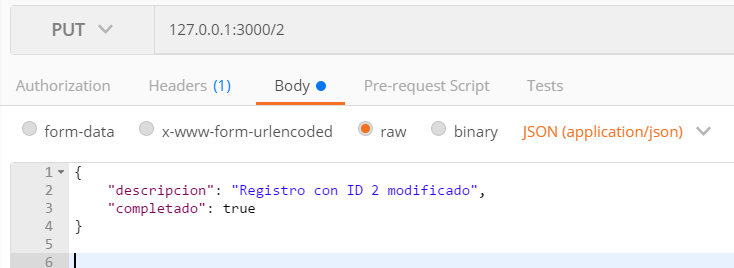 PUT 127.0.0.1:3000/2
Authorization Headers (1) Body Pre-request Script Tests
form-data x-www-form-urlencoded raw binary JSON (application/json)
1 {
2 "descripcion": "Registro con ID 2 modificado",
3 "completado": true
4 }
5
6